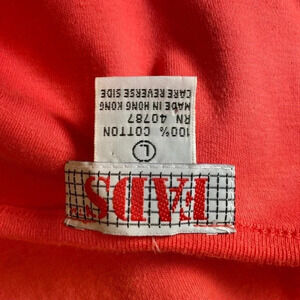 FADS
L
100% COTTON
RN 40787
MADE IN HONG KONG
CARE REVERSE SIDE